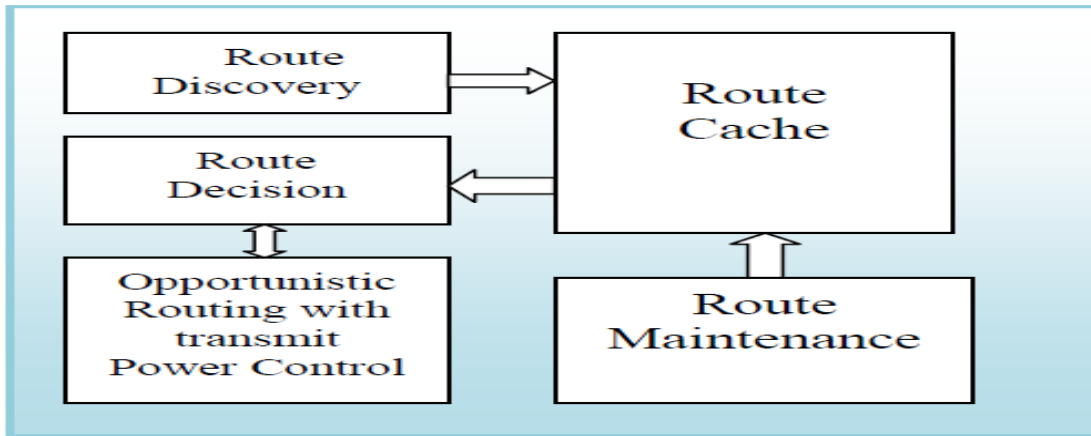 Route
Discovery
Route
Cache
Route
Decision
Opportunistic
Routing with
transmit
Power Control
Route
Maintenance